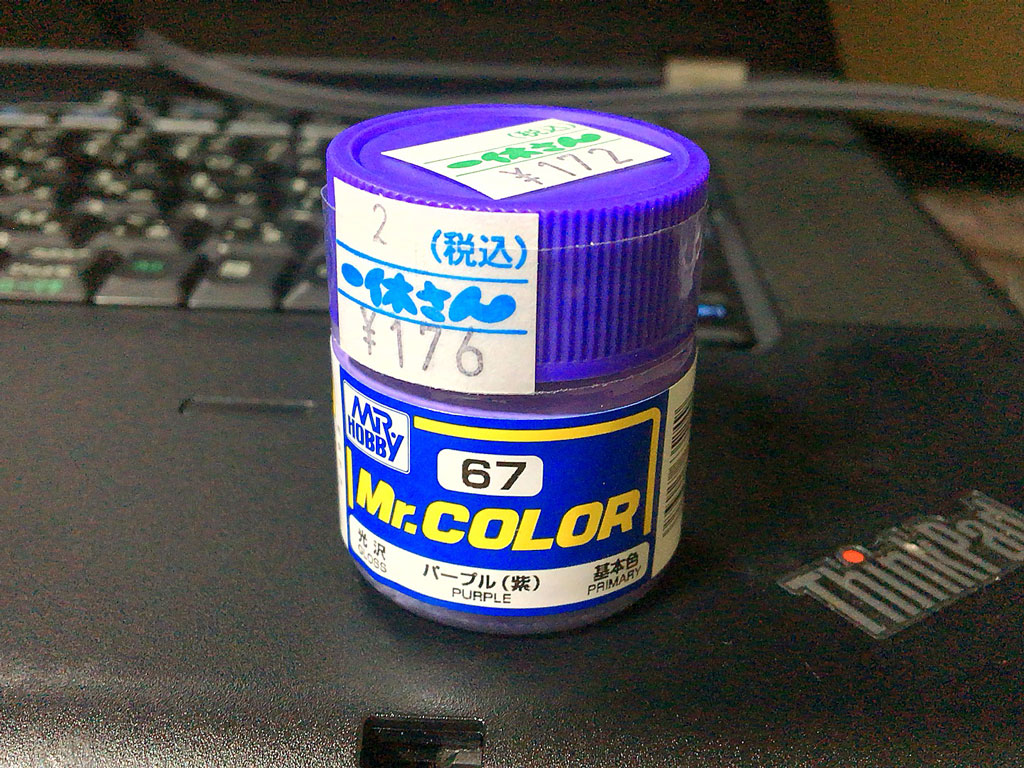 (税込)
一休さん
¥172
2
(税込)
一休さん
¥176
MR. HOBBY
67
Mr.COLOR
光沢
GLOSS
パープル(紫)
PURPLE
基本色
PRIMARY
ThinkPad